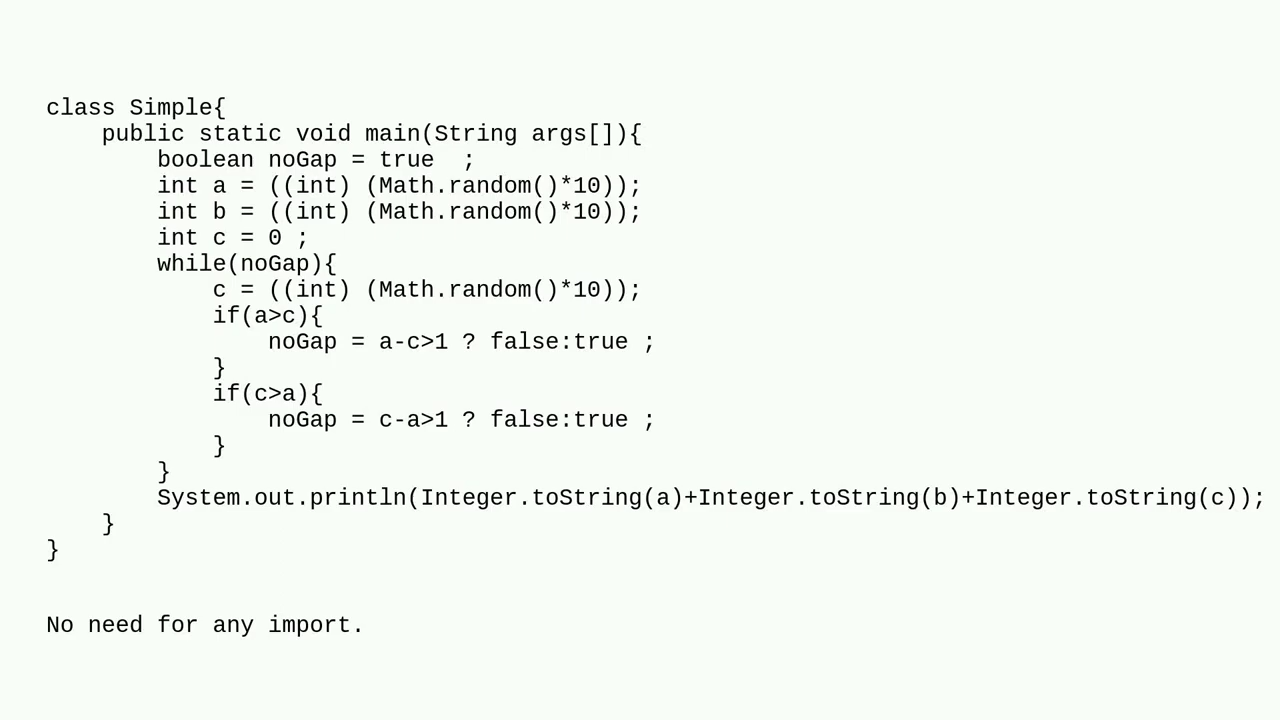 class Simple{
    public static void main(String args[]){
        boolean noGap = true  ;
        int a = ((int) (Math.random()*10));
        int b = ((int) (Math.random()*10));
        int c = 0 ;
        while(noGap){
            c = ((int) (Math.random()*10));
            if(a>c){
                noGap = a-c>1 ? false:true ;
            }
            if(c>a){
                noGap = c-a>1 ? false:true ;
            }
        }
        System.out.println(Integer.toString(a)+Integer.toString(b)+Integer.toString(c));
    }
}
No need for any import.